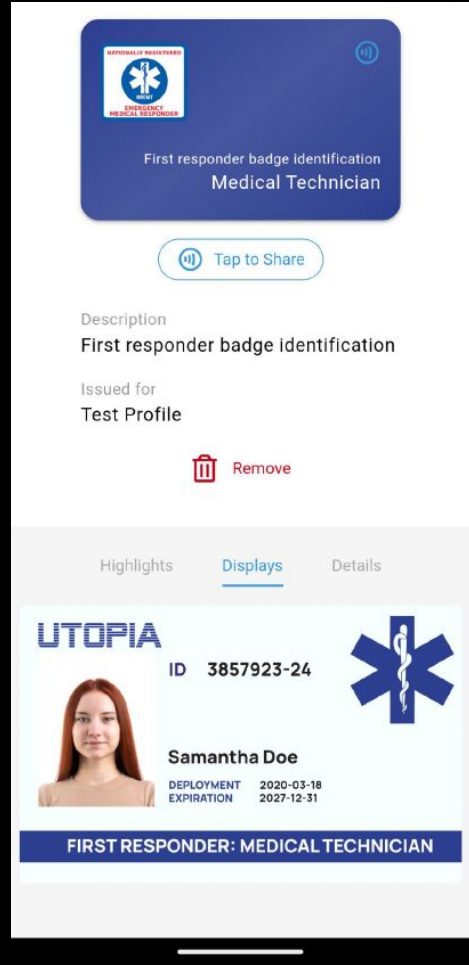 NATIONALLY REGISTERED
NREMT
EMERGENCY
MEDICAL RESPONDER
First responder badge identification
Medical Technician
Tap to Share
Description
First responder badge identification
Issued for
Test Profile
Remove
Highlights Displays Details
UTOPIA
ID 3857923-24
Samantha Doe
DEPLOYMENT 2020-03-18
EXPIRATION 2027-12-31
FIRST RESPONDER: MEDICAL TECHNICIAN